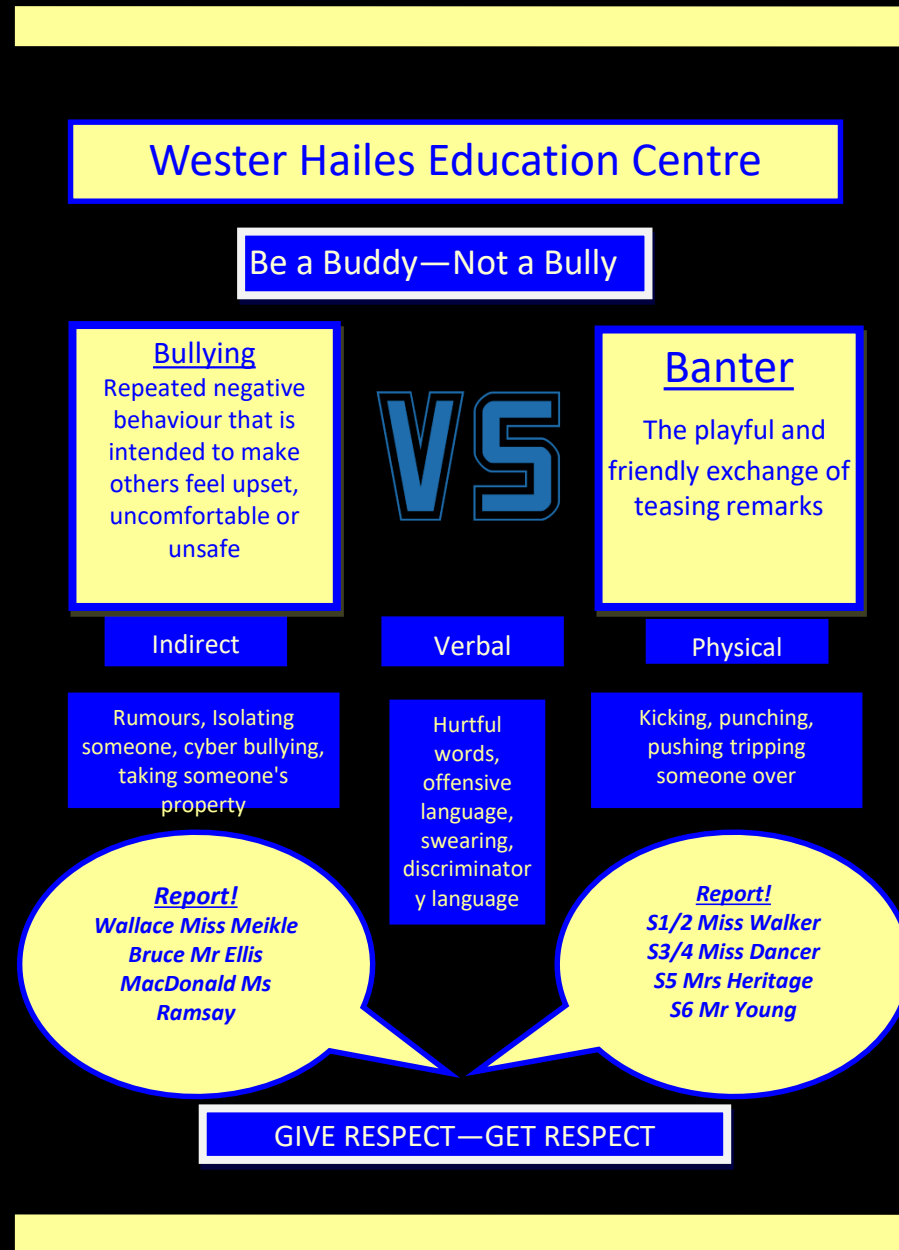 Wester Hailes Education Centre
Be a Buddy—Not a Bully
Bullying
Repeated negative
behaviour that is
intended to make
others feel upset,
uncomfortable or
unsafe
VS
Banter
The playful and
friendly exchange of
teasing remarks
Indirect
Rumours, Isolating
someone, cyber bullying,
taking someone's
property
Verbal
Hurtful
words,
offensive
language,
swearing,
discriminator
y language
Physical
Kicking, punching,
pushing tripping
someone over
Report!
Wallace Miss Meikle
Bruce Mr Ellis
MacDonald Ms
Ramsay
Report!
S1/2 Miss Walker
S3/4 Miss Dancer
S5 Mrs Heritage
S6 Mr Young
GIVE RESPECT—GET RESPECT